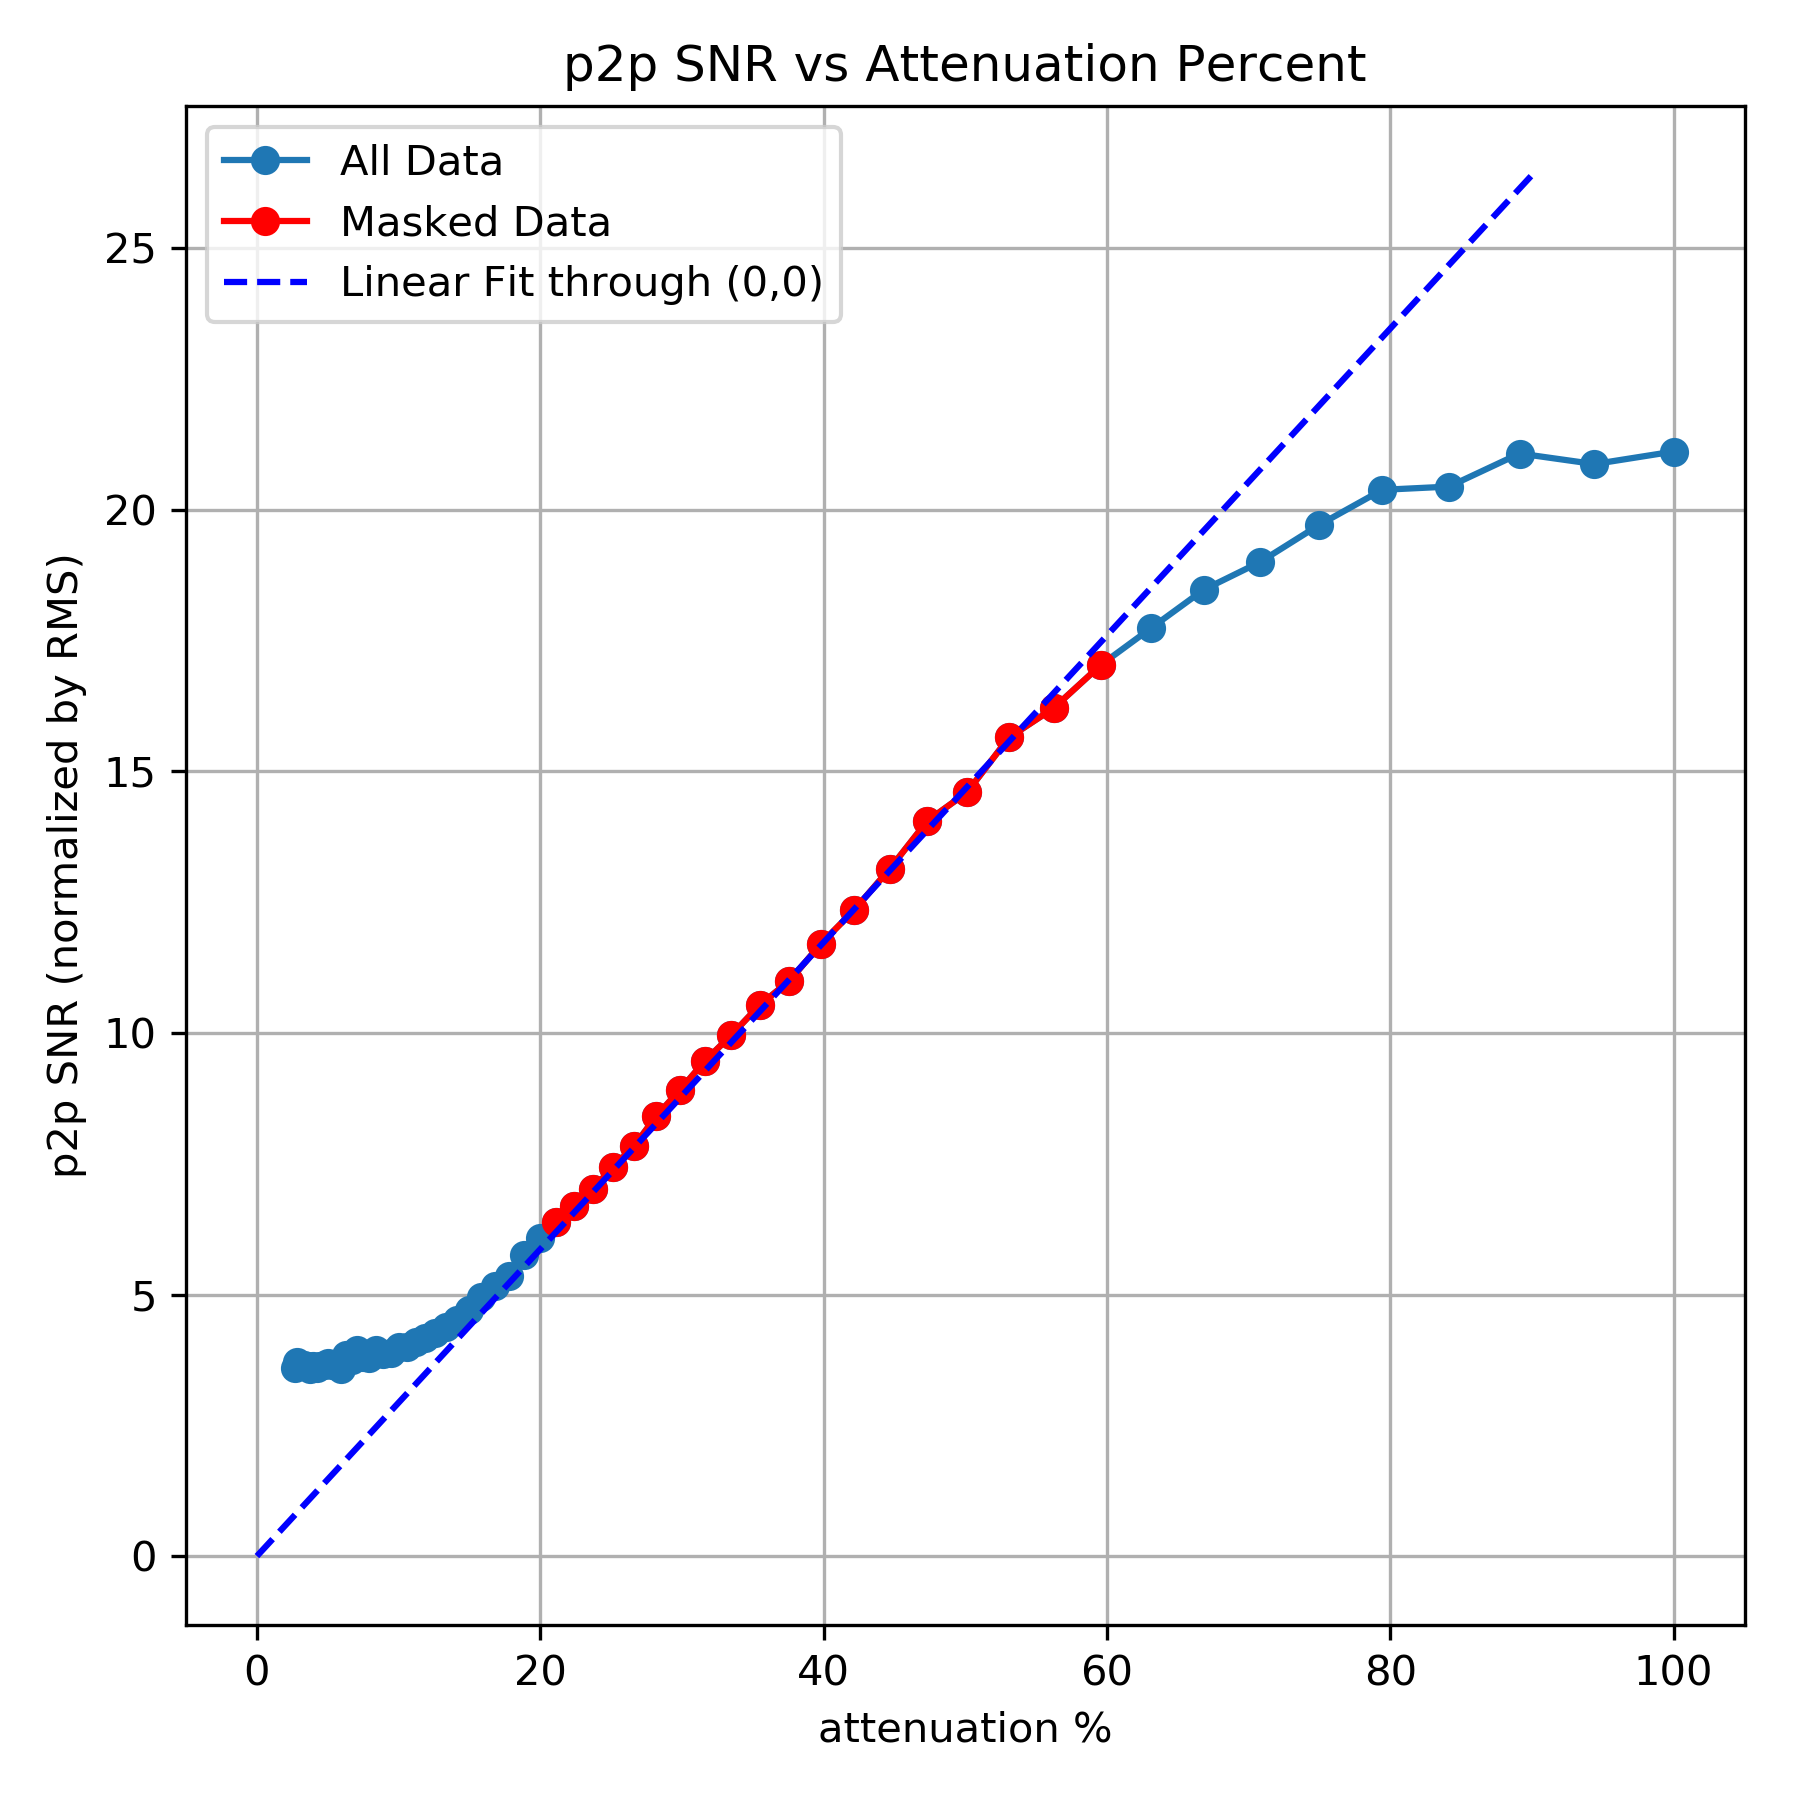 p2p SNR vs Attenuation Percent
All Data
Masked Data
Linear Fit through (0,0)
p2p SNR (normalized by RMS)
25
20
15
10
5
0
0 20 40 60 80 100
attenuation %